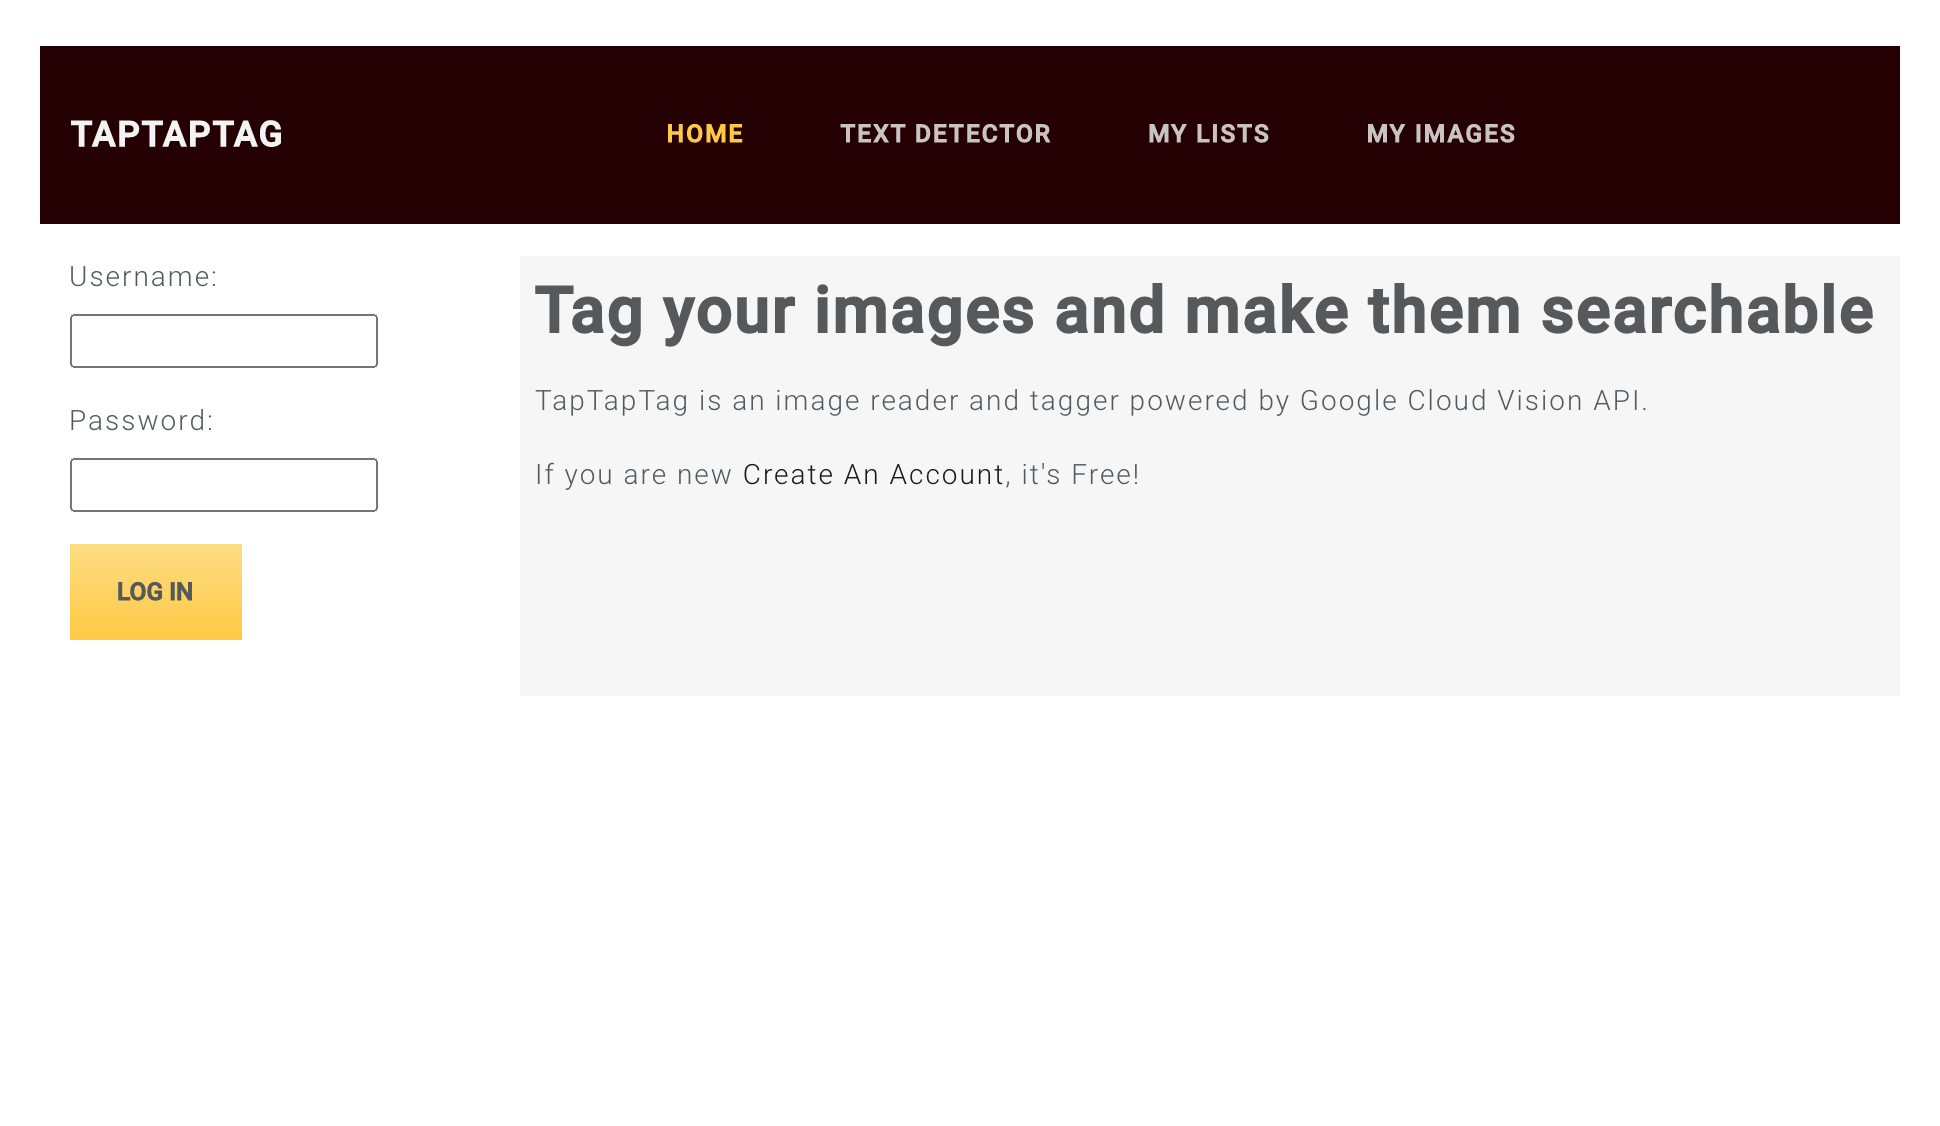 TAPTAPTAG
HOME
TEXT DETECTOR
MY LISTS
MY IMAGES
Username:
Password:
LOG IN
Tag your images and make them searchable
TapTapTag is an image reader and tagger powered by Google Cloud Vision API.
If you are new Create An Account, it's Free!